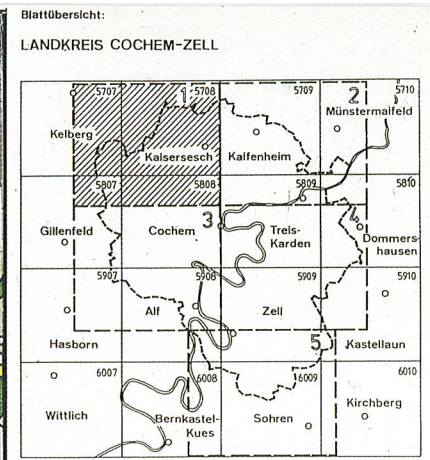 Blattübersicht:
LANDKREIS COCHEM-ZELL
5707 1 5708 5709 2 5710
Kelberg Kaisersesch Kaifenheim Münstermaifeld
5807 5808 5809 5810
3 4
Gillenfeld Cochem Treis-
Karden Dommers-
hausen
5907 5908 5909 5910
Alf Zell
Hasborn 5 Kastellaun
6007 6008 6009 6010
Wittlich Bernkastel-
Kues Sohren Kirchberg